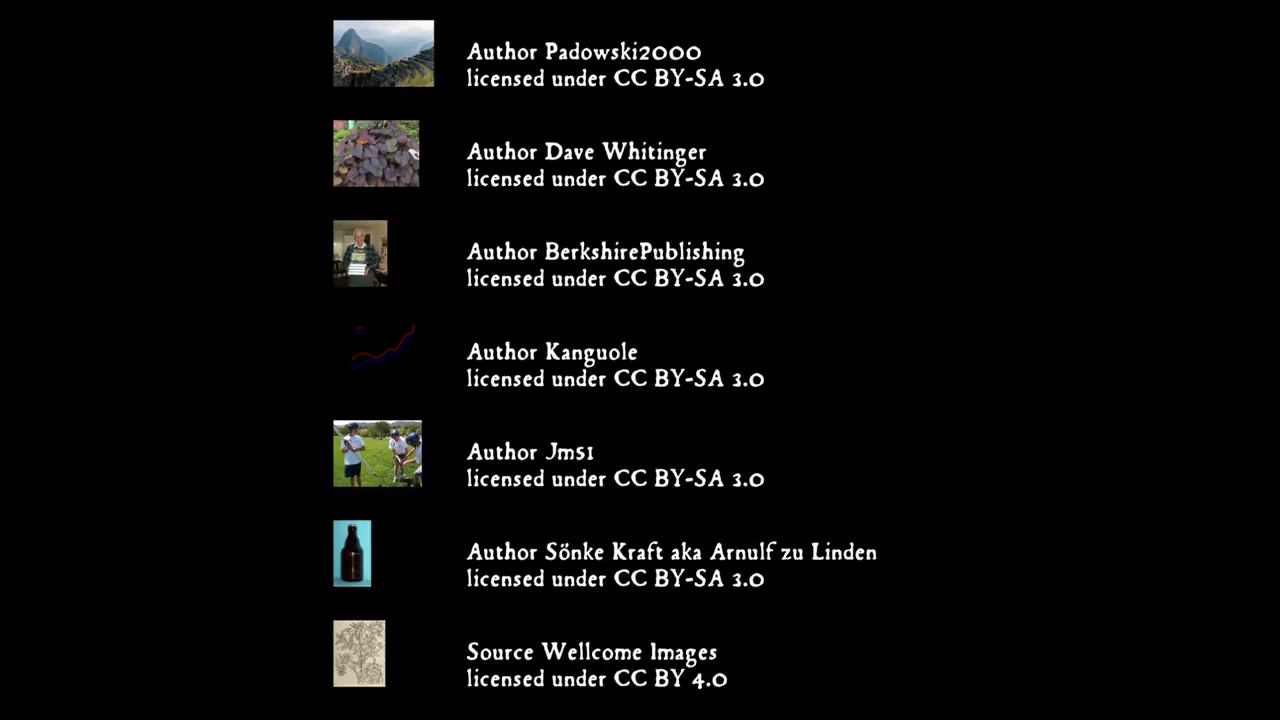 Author Padowski2000
licensed under CC BY-SA 3.0
Author Dave Whitinger
licensed under CC BY-SA 3.0
Author BerkshirePublishing
licensed under CC BY-SA 3.0
Author Kanguole
licensed under CC BY-SA 3.0
Author Jm51
licensed under CC BY-SA 3.0
Author Sönke Kraft aka Arnulf zu Linden
licensed under CC BY-SA 3.0
Source Wellcome Images
licensed under CC BY 4.0